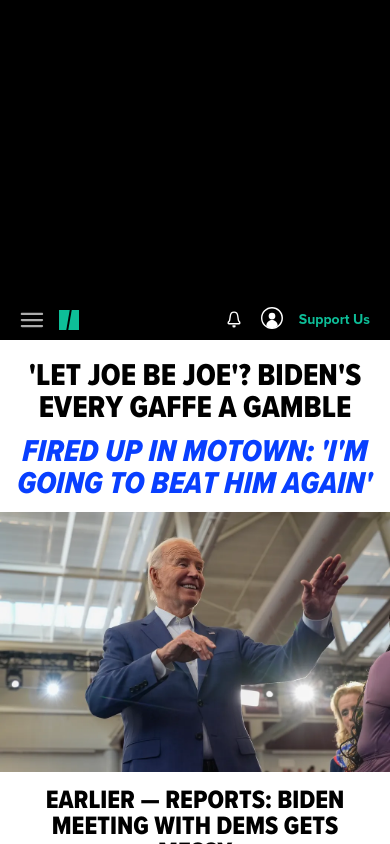 Support Us
'LET JOE BE JOE'? BIDEN'S
EVERY GAFFE A GAMBLE
FIRED UP IN MOTOWN: 'I'M
GOING TO BEAT HIM AGAIN'
EARLIER — REPORTS: BIDEN
MEETING WITH DEMS GETS